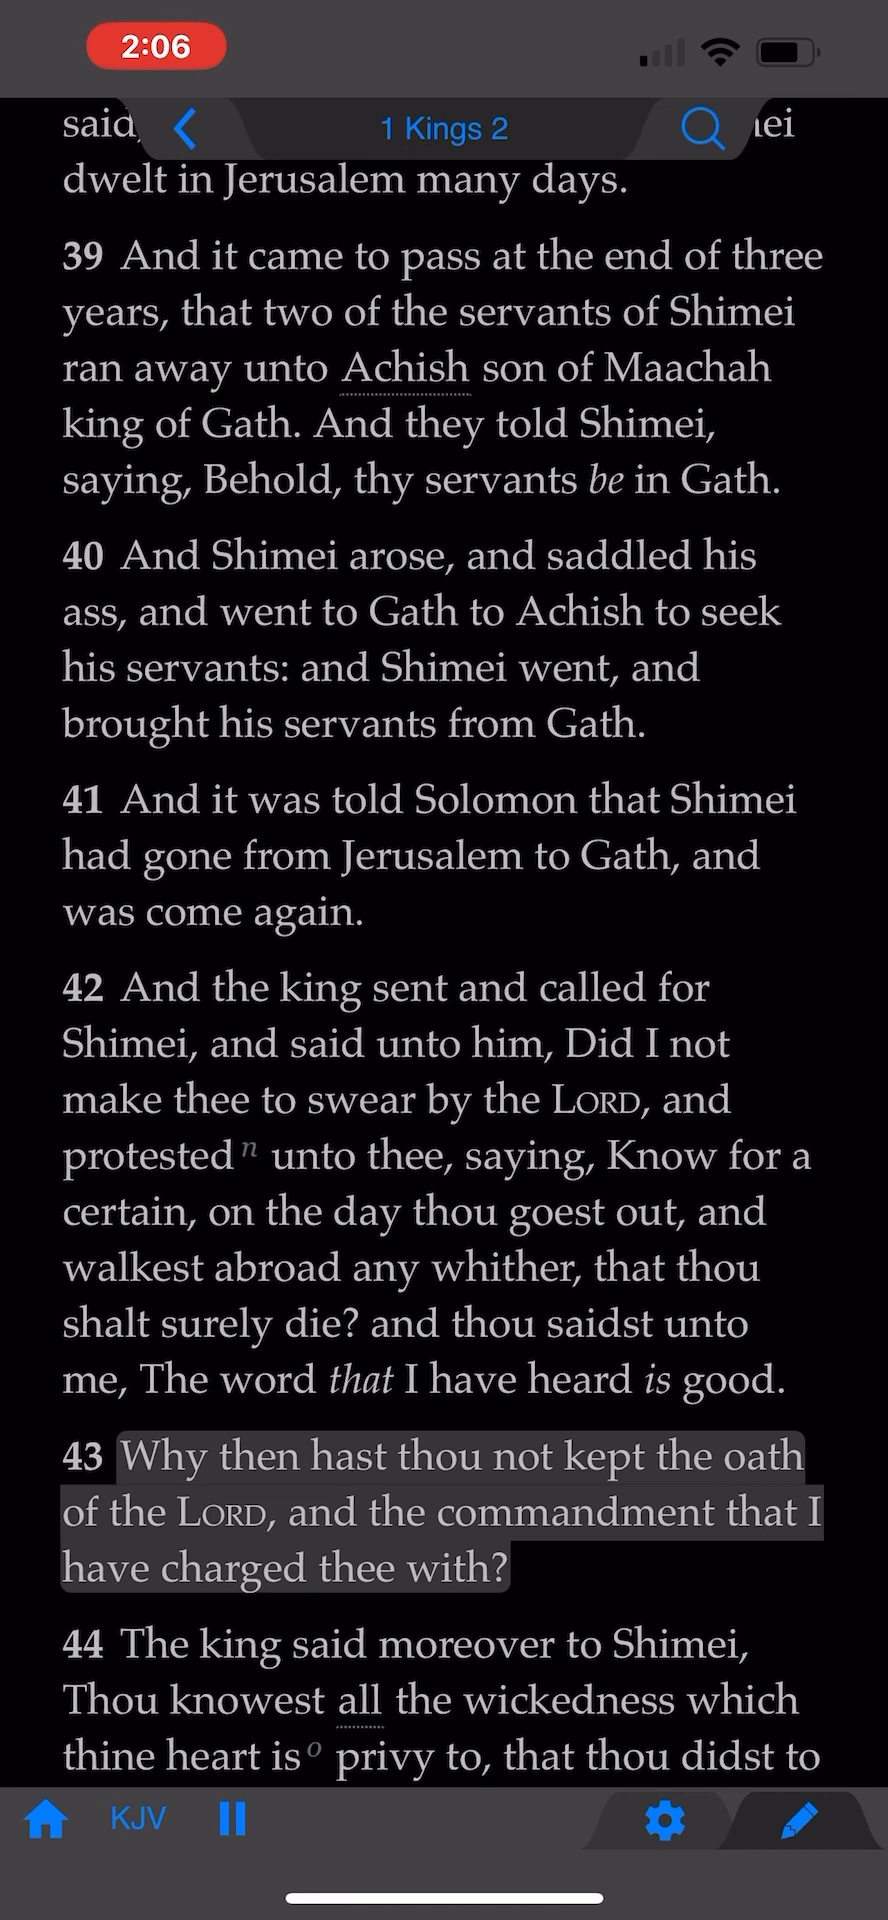 2:06
said,
1 Kings 2
dwelt in Jerusalem many days.
39 And it came to pass at the end of three
years, that two of the servants of Shimei
ran away unto Achish son of Maachah
king of Gath. And they told Shimei,
saying, Behold, thy servants be in Gath.
40 And Shimei arose, and saddled his
ass, and went to Gath to Achish to seek
his servants: and Shimei went, and
brought his servants from Gath.
41 And it was told Solomon that Shimei
had gone from Jerusalem to Gath, and
was come again.
42 And the king sent and called for
Shimei, and said unto him, Did I not
make thee to swear by the LORD, and
protested n unto thee, saying, Know for a
certain, on the day thou goest out, and
walkest abroad any whither, that thou
shalt surely die? and thou saidst unto
me, The word that I have heard is good.
43 Why then hast thou not kept the oath
of the LORD, and the commandment that I
have charged thee with?
44 The king said moreover to Shimei,
Thou knowest all the wickedness which
thine heart is o privy to, that thou didst to
KJV